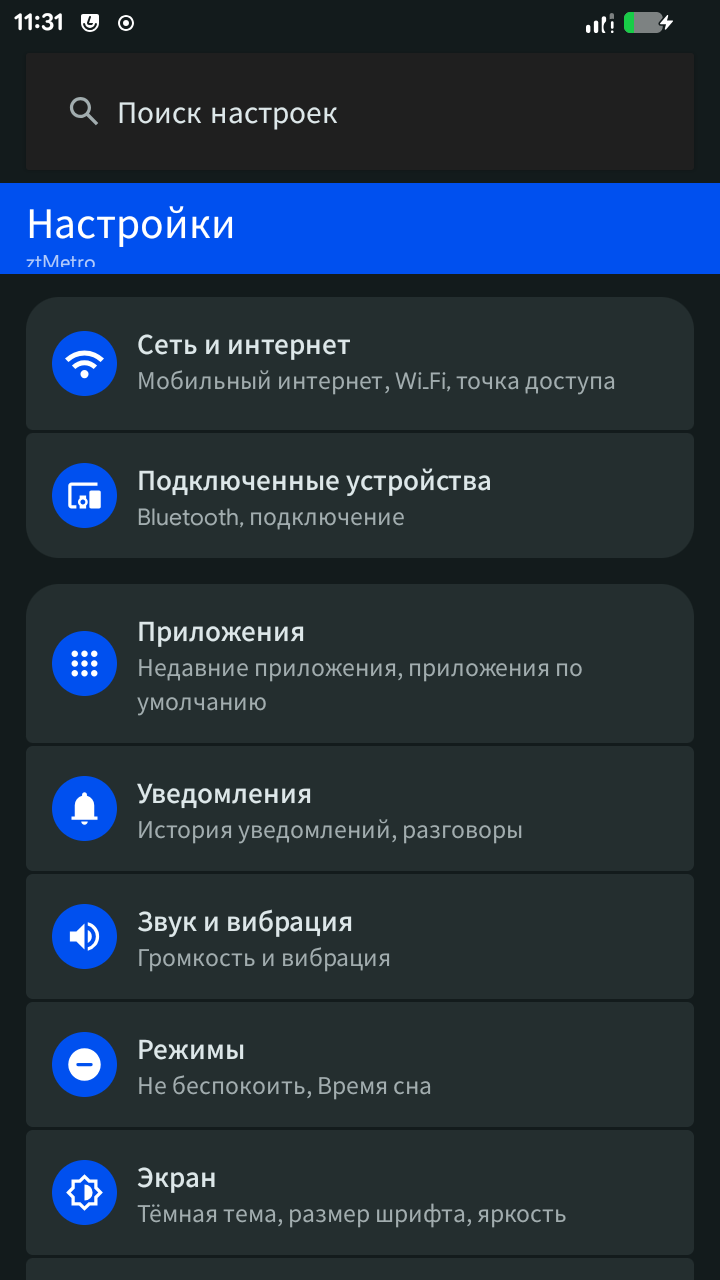 11:31
Поиск настроек
Настройки
ztMetro
Сеть и интернет
Мобильный интернет, Wi-Fi, точка доступа
Подключенные устройства
Bluetooth, подключение
Приложения
Недавние приложения, приложения по
умолчанию
Уведомления
История уведомлений, разговоры
Звук и вибрация
Громкость и вибрация
Режимы
Не беспокоить, Время сна
Экран
Тёмная тема, размер шрифта, яркость